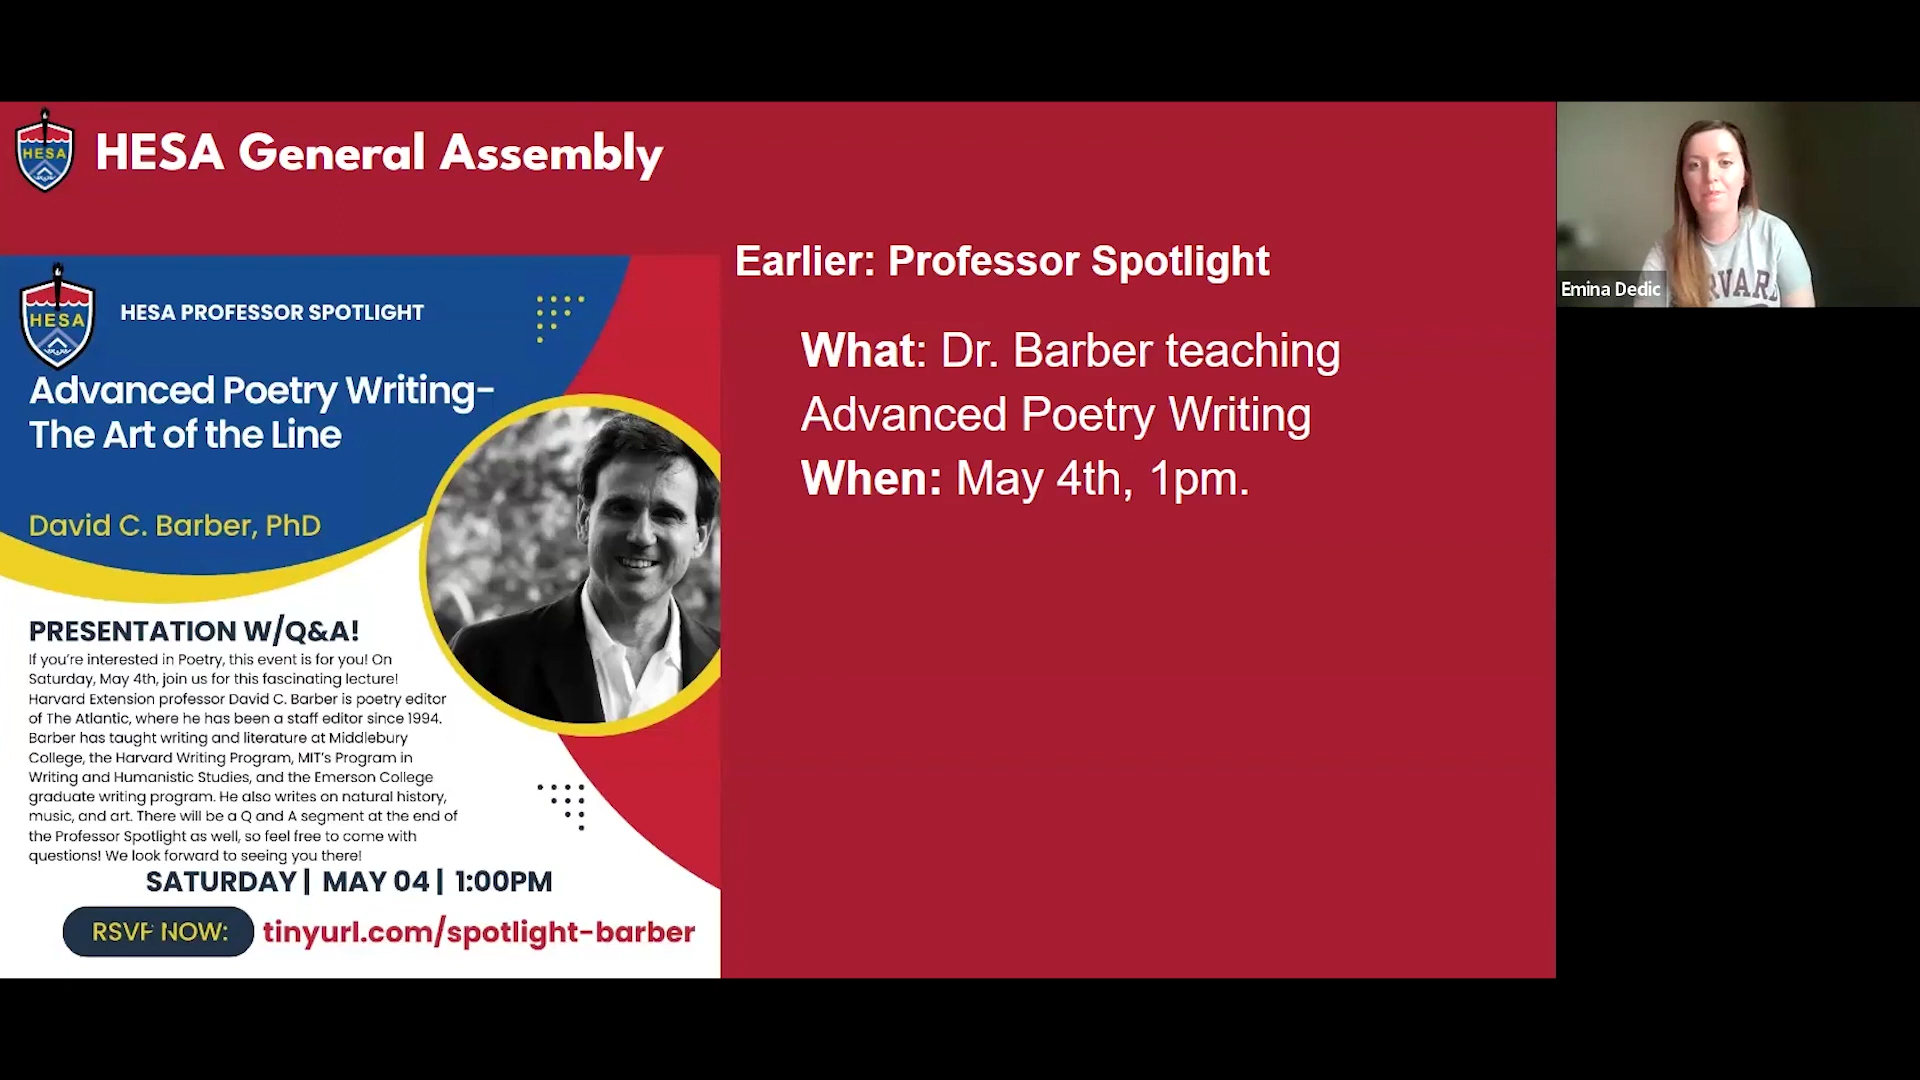 HESA
HESA General Assembly
HESA
HESA PROFESSOR SPOTLIGHT
Advanced Poetry Writing-
The Art of the Line
David C. Barber, PhD
PRESENTATION W/Q&A!
If you're interested in Poetry, this event is for you! On
Saturday, May 4th, join us for this fascinating lecture!
Harvard Extension professor David C. Barber is poetry editor
of The Atlantic, where he has been a staff editor since 1994.
Barber has taught writing and literature at Middlebury
College, the Harvard Writing Program, MIT's Program in
Writing and Humanistic Studies, and the Emerson College
graduate writing program. He also writes on natural history,
music, and art. There will be a Q and A segment at the end of
the Professor Spotlight as well, so feel free to come with
questions! We look forward to seeing you there!
SATURDAY | MAY 04 | 1:00PM
RSVP NOW: tinyurl.com/spotlight-barber
Earlier: Professor Spotlight
What: Dr. Barber teaching
Advanced Poetry Writing
When: May 4th, 1pm.
RVARD
Emina Dedic